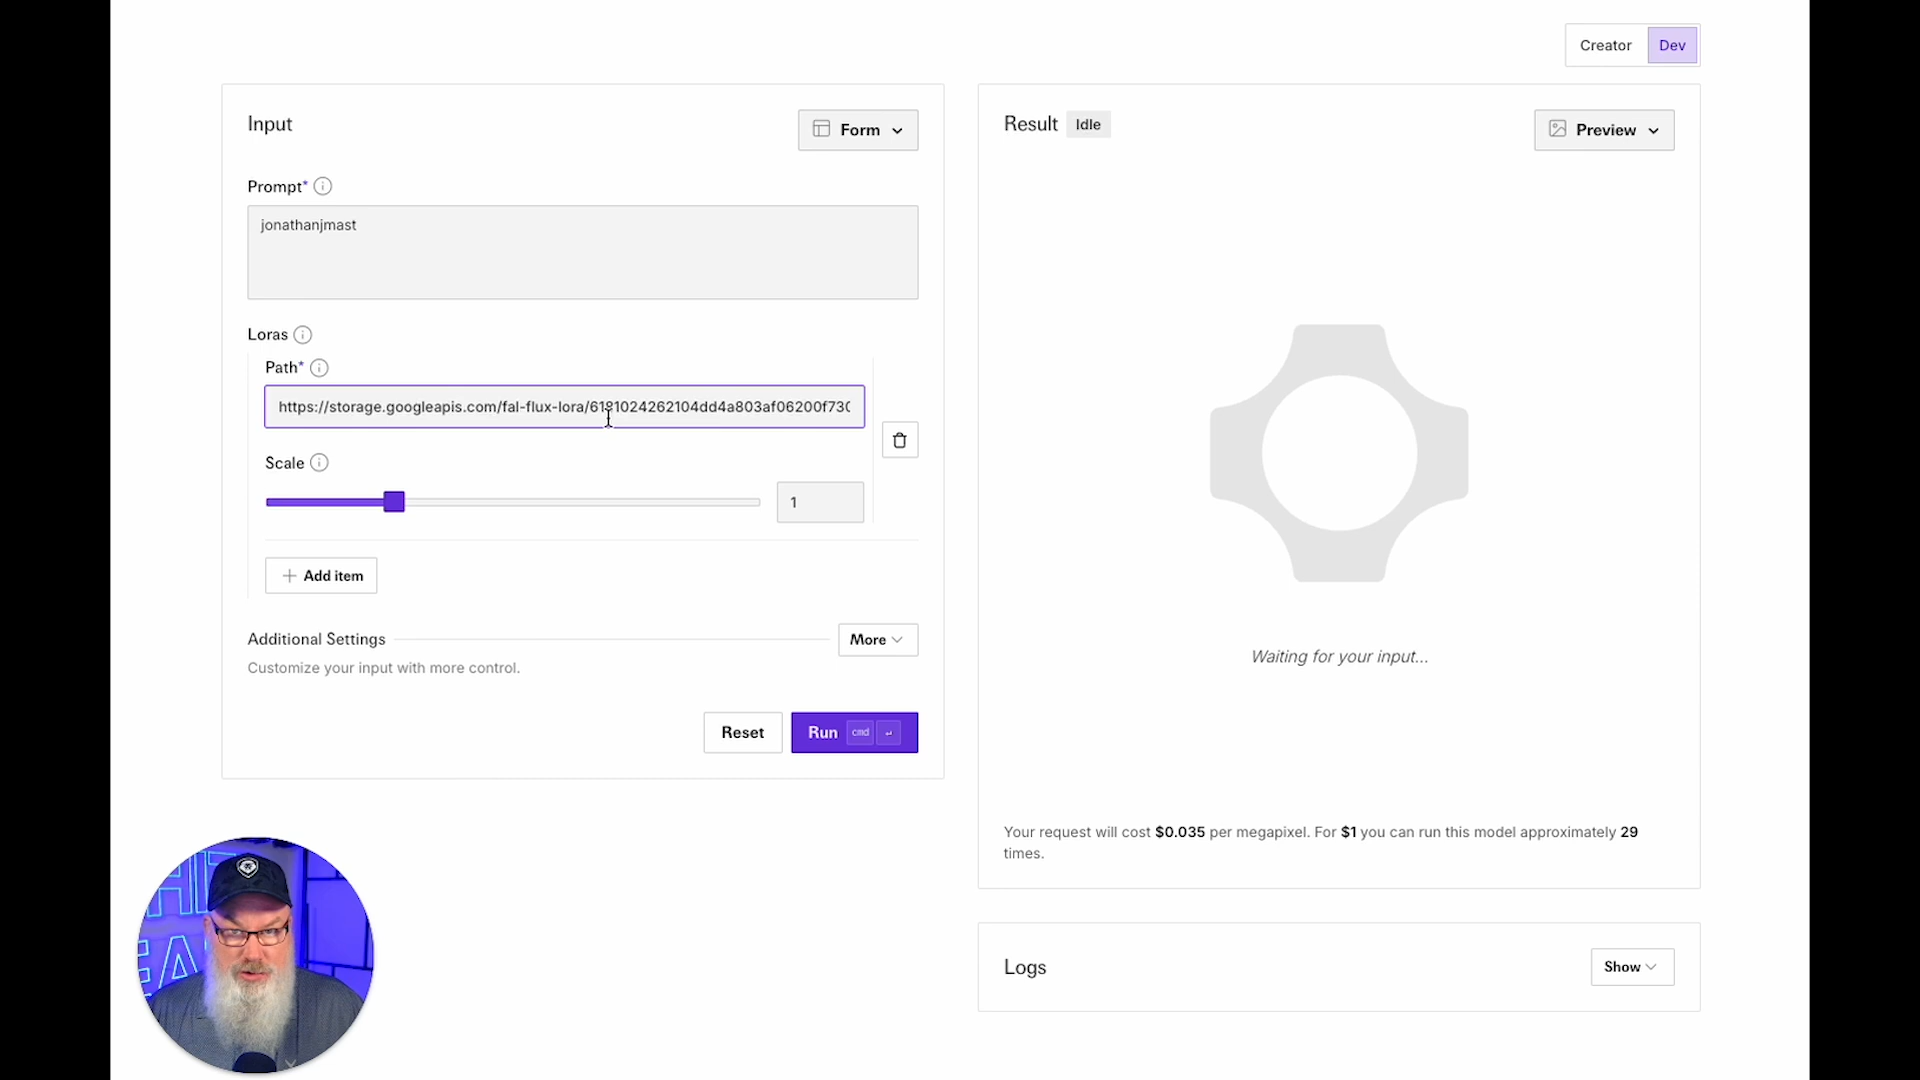 Creator
Dev
Input
Form
Prompt*
jonathanjmast
Loras
Path*
https://storage.googleapis.com/fal-flux-lora/6181024262104dd4a803af06200f730
Scale
1
Add item
Additional Settings
More
Customize your input with more control.
Reset
Run cmd ↵
Result Idle
Preview
Waiting for your input...
Your request will cost $0.035 per megapixel. For $1 you can run this model approximately 29
times.
Logs
Show